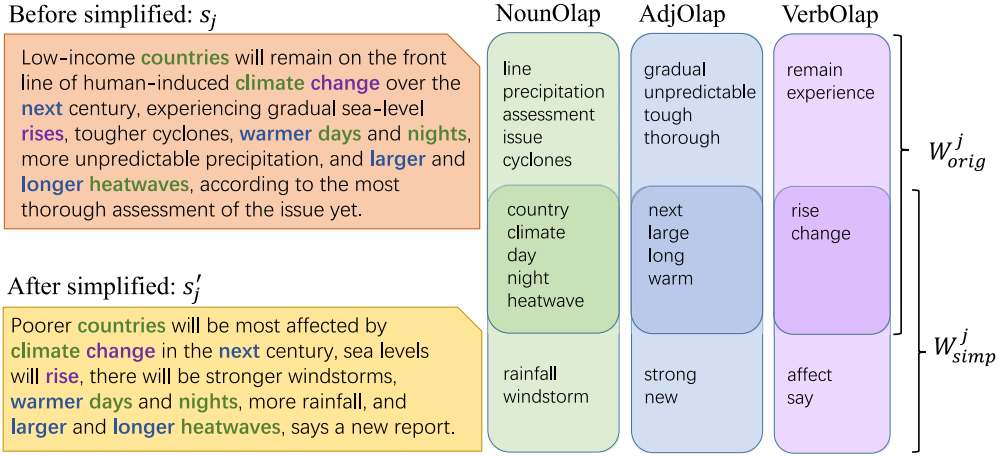 Before simplified: s_j
Low-income countries will remain on the front
line of human-induced climate change over the
next century, experiencing gradual sea-level
rises, tougher cyclones, warmer days and nights,
more unpredictable precipitation, and larger and
longer heatwaves, according to the most
thorough assessment of the issue yet.
After simplified: s'_j
Poorer countries will be most affected by
climate change in the next century, sea levels
will rise, there will be stronger windstorms,
warmer days and nights, more rainfall, and
larger and longer heatwaves, says a new report.
NounOlap
line
precipitation
assessment
issue
cyclones
country
climate
day
night
heatwave
rainfall
windstorm
AdjOlap
gradual
unpredictable
tough
thorough
next
large
long
warm
strong
new
VerbOlap
remain
experience
rise
change
affect
say
W^j_orig
W^j_simp